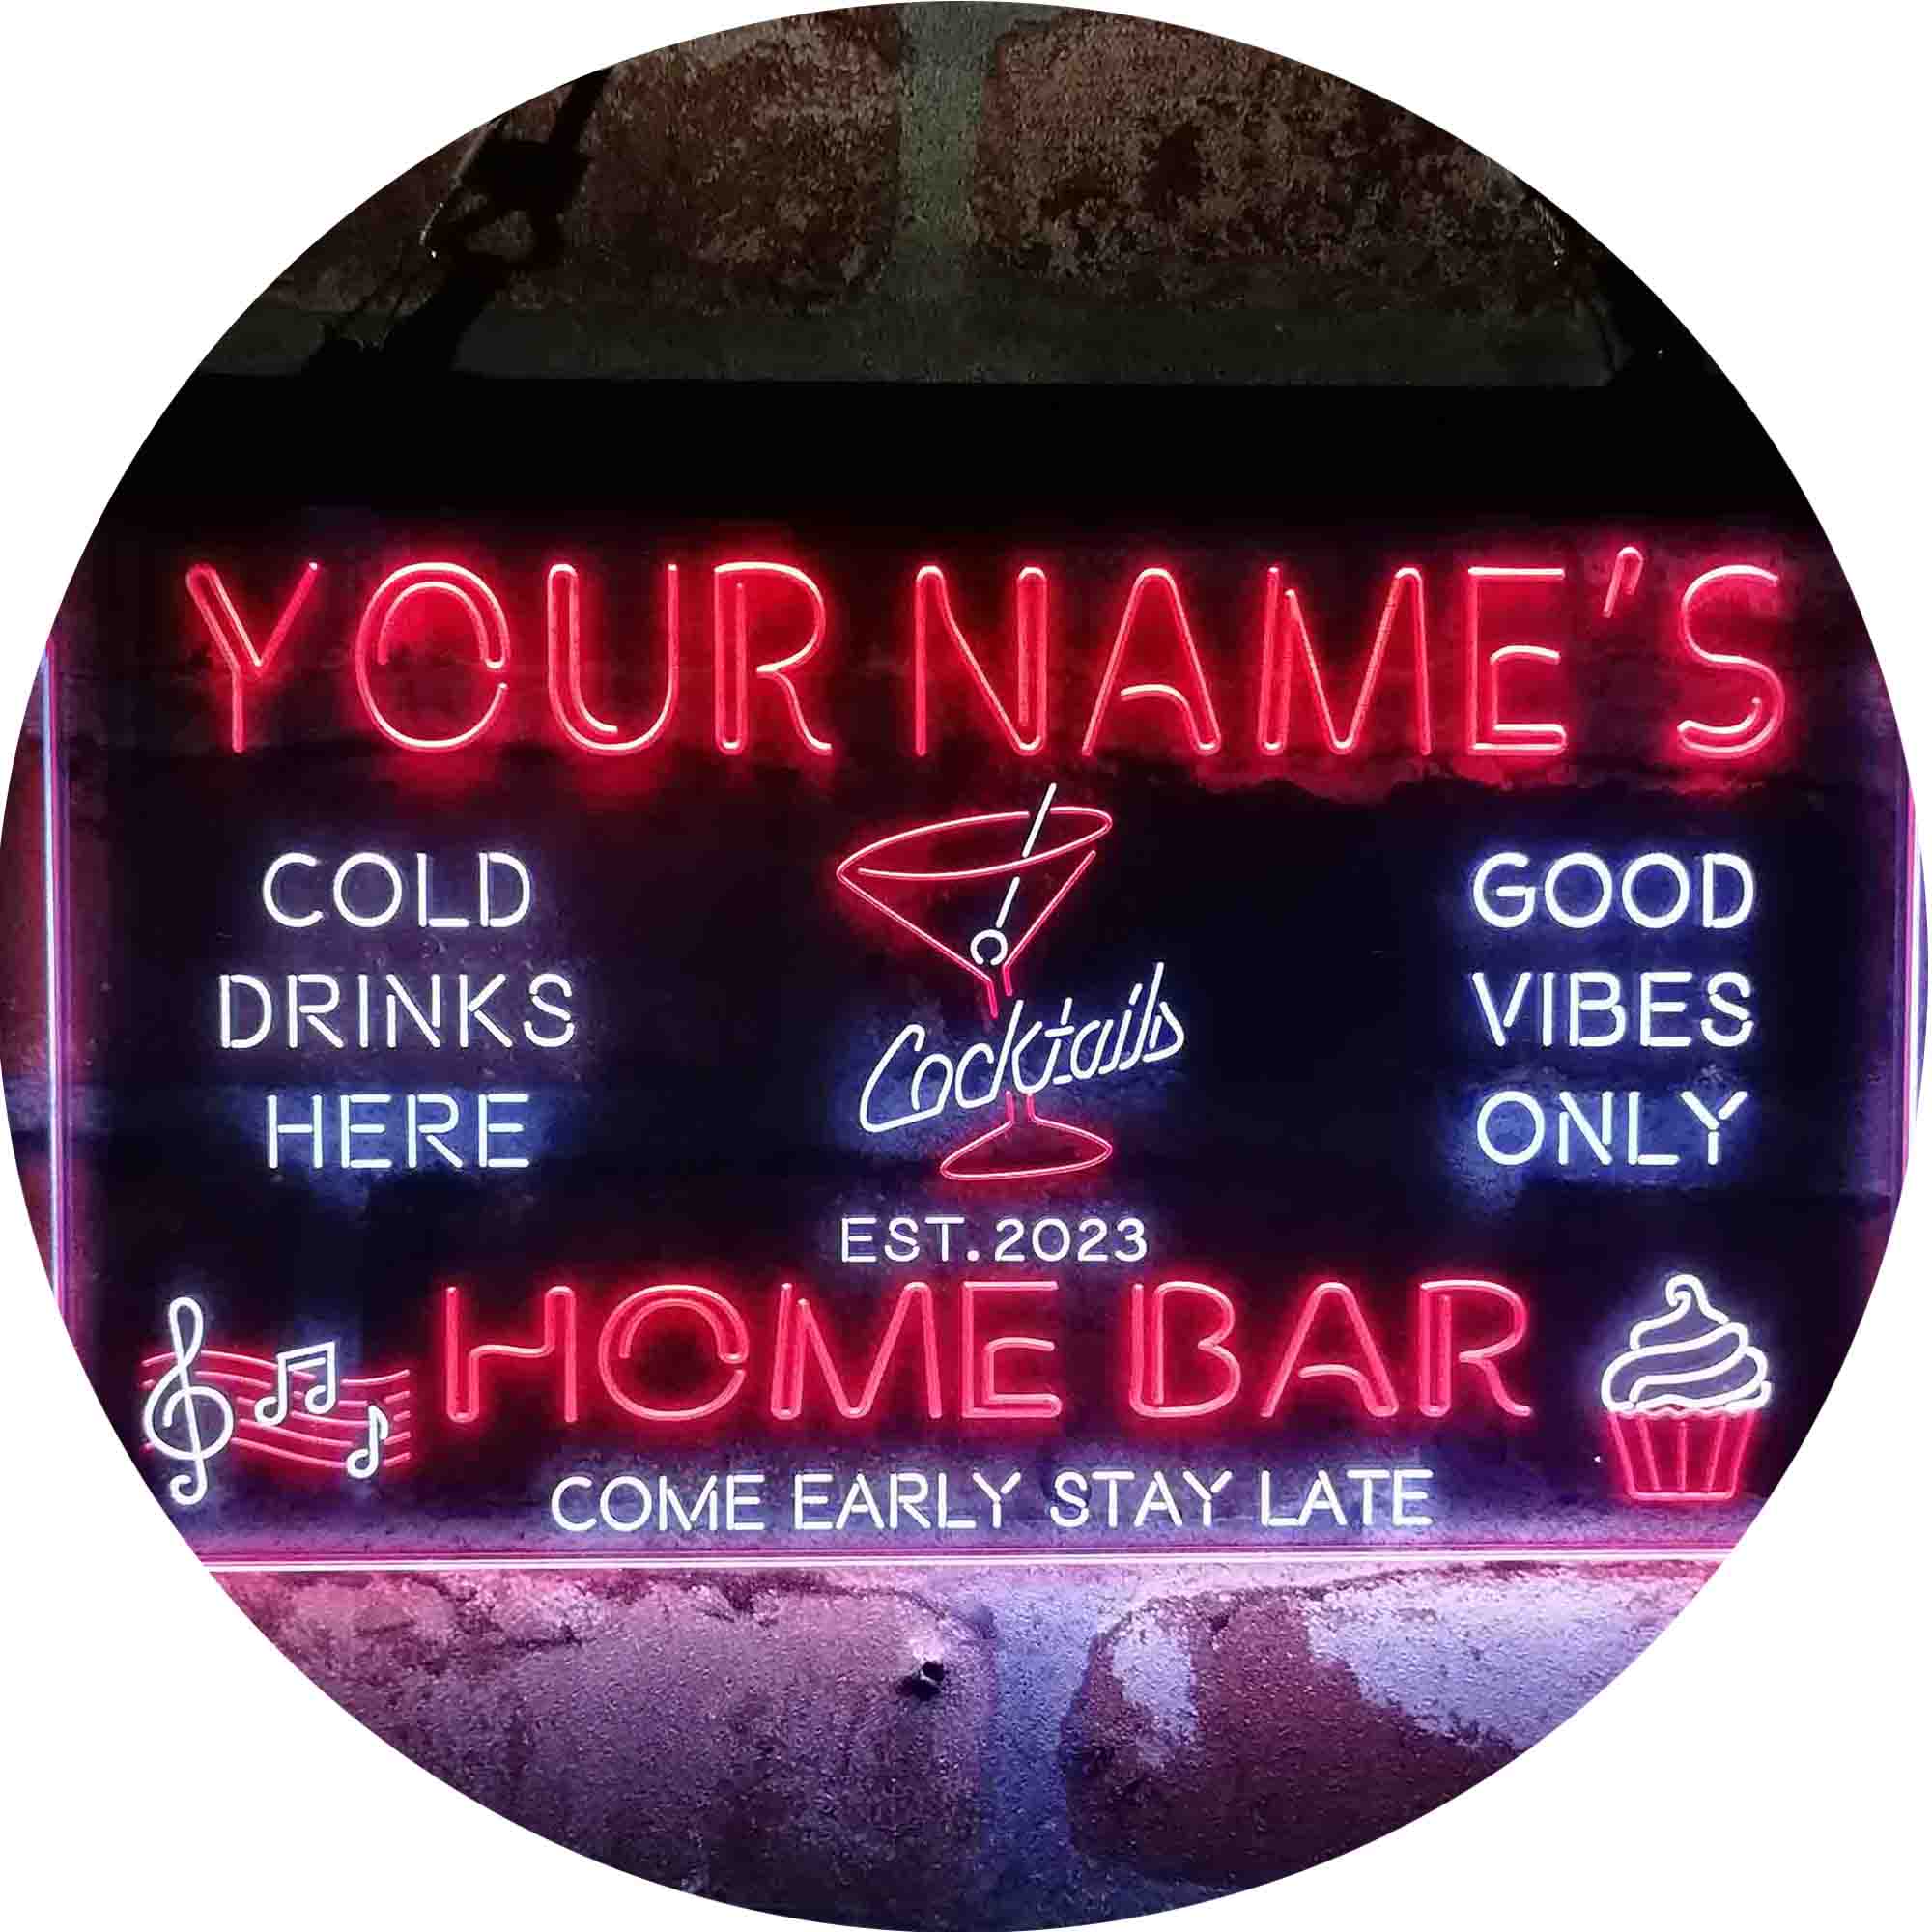 YOUR NAME'S
COLD
DRINKS
HERE
Cocktails
GOOD
VIBES
ONLY
EST. 2023
HOME BAR
COME EARLY STAY LATE